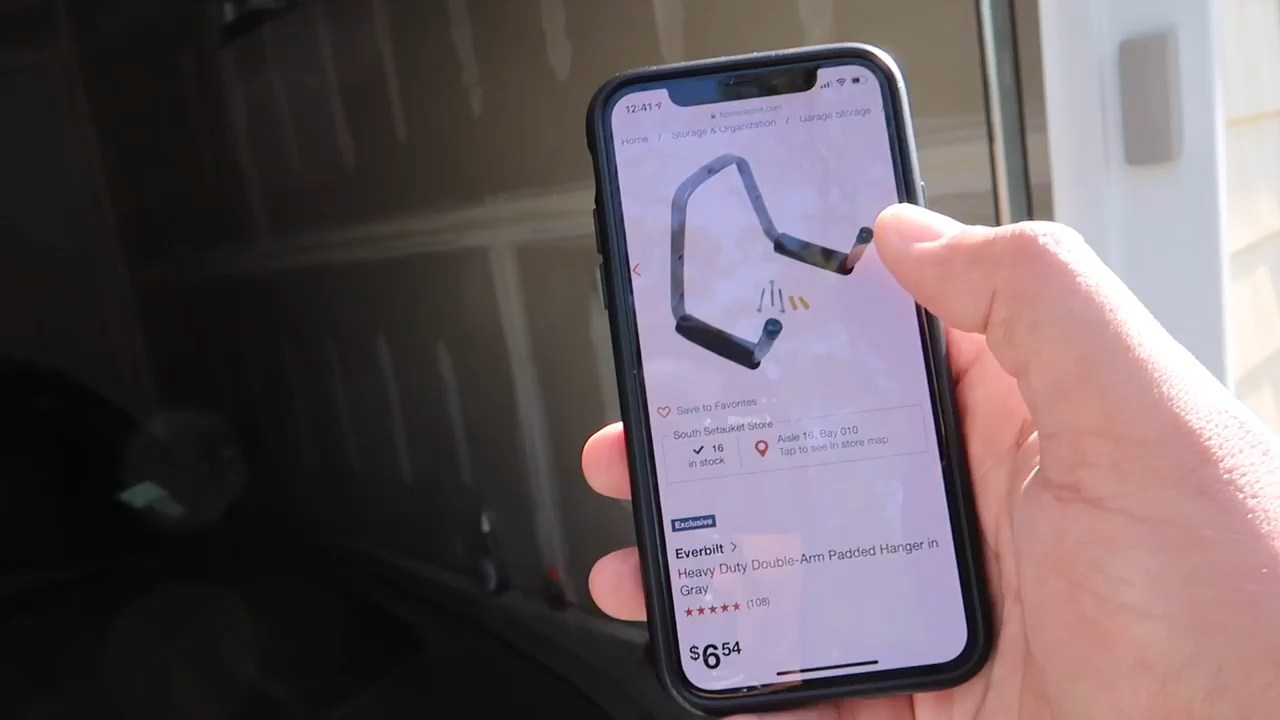 12:41
homedepot.com
Home / Storage & Organization / Garage Storage
Save to Favorites
South Setauket Store
16
in stock
Aisle 16, Bay 010
Tap to see in store map
Exclusive
Everbilt
Heavy Duty Double-Arm Padded Hanger in
Gray
(108)
$6 54